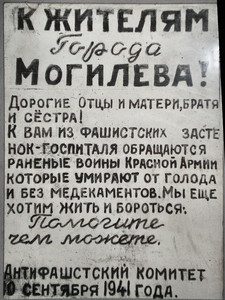 К ЖИТЕЛЯМ
Города
МОГИЛЕВА!
ДОРОГИЕ ОТЦЫ И МАТЕРИ, БРАТЯ
И СЁСТРА!
К ВАМ ИЗ ФАШИСТСКИХ ЗАСТЕ
НОК-ГОСПИТАЛЯ ОБРАЩАЮТСЯ
РАНЕНЫЕ ВОИНЫ КРАСНОЙ АРМИИ
КОТОРЫЕ УМИРАЮТ ОТ ГОЛОДА
И БЕЗ МЕДЕКАМЕНТОВ. МЫ ЕЩЕ
ХОТИМ ЖИТЬ И БОРОТЬСЯ.
Помогите
чем можете.
АНТИФАШСТСКИЙ КОМИТЕТ
10 СЕНТЯБРЯ 1941 ГОДА.